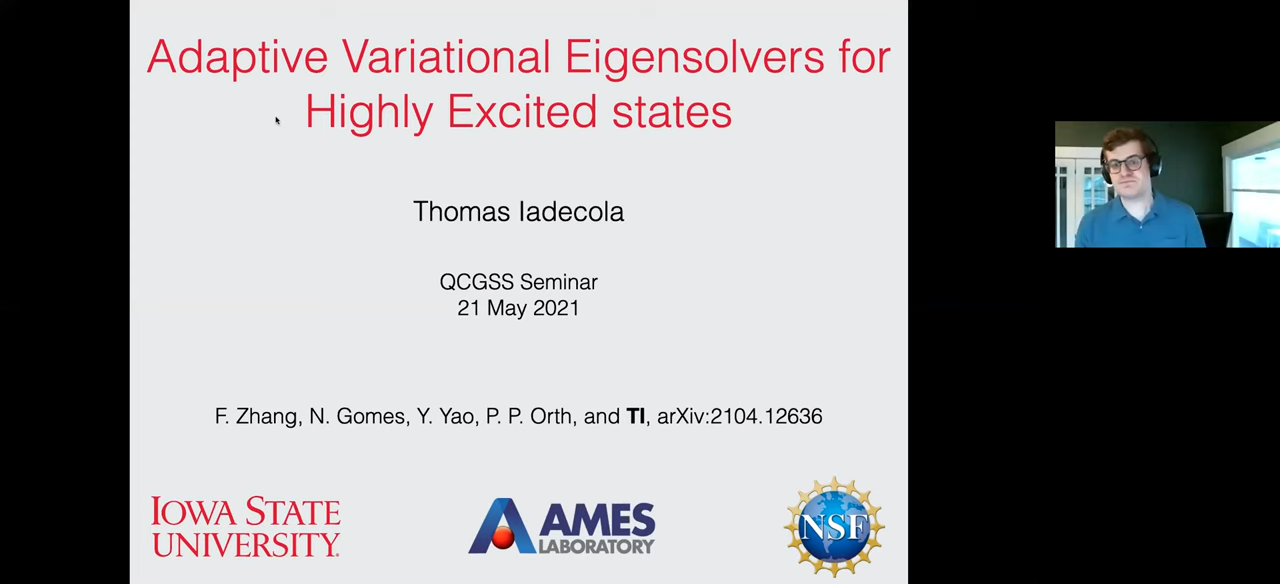 Adaptive Variational Eigensolvers for
Highly Excited states
Thomas Iadecola
QCGSS Seminar
21 May 2021
F. Zhang, N. Gomes, Y. Yao, P. P. Orth, and TI, arXiv:2104.12636
IOWA STATE
UNIVERSITY
AMES
LABORATORY
NSF